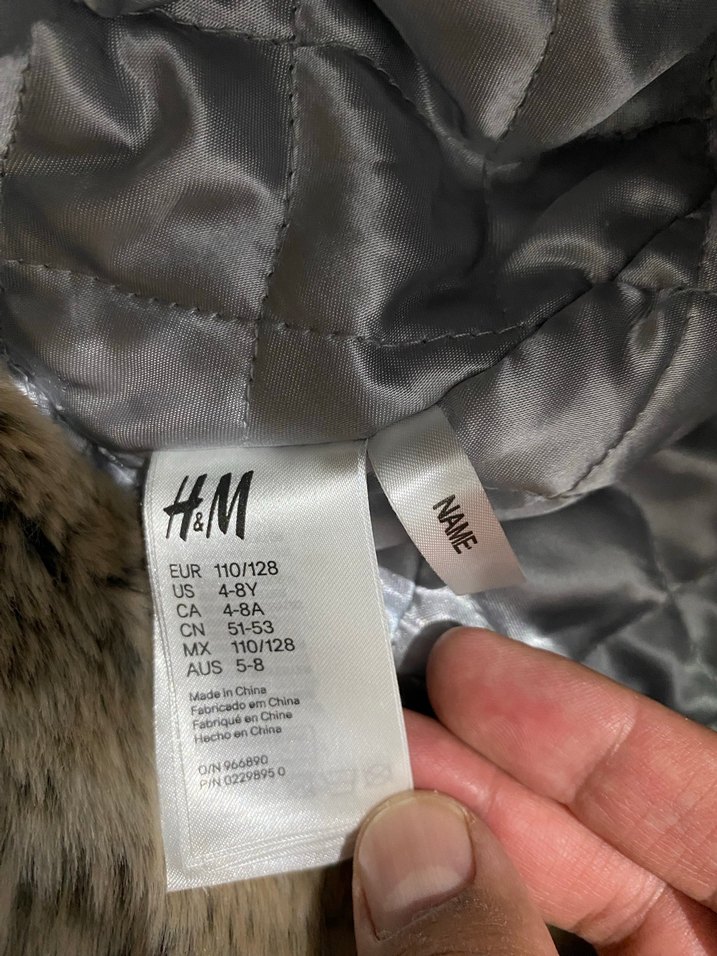 H&M
NAME
EUR 110/128
US 4-8Y
CA 4-8A
CN 51-53
MX 110/128
AUS 5-8
Made in China
Fabricado em China
Fabriqué en Chine
Hecho en China
O/N 966890
P/N 0229895 0